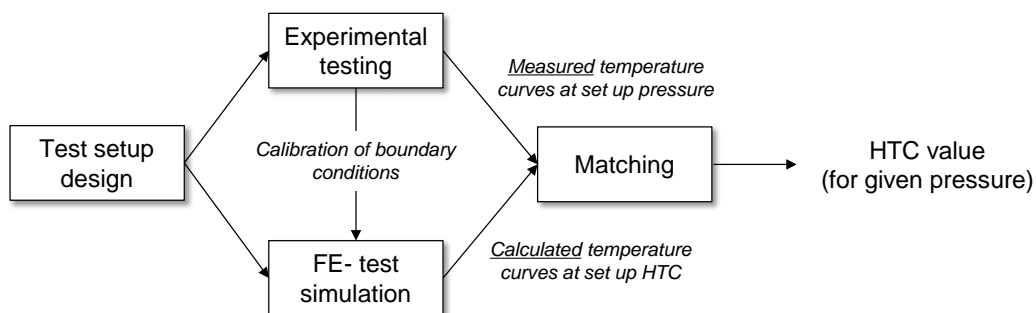 Experimental
testing
Measured temperature
curves at set up pressure
Test setup
design
Calibration of boundary
conditions
Matching
HTC value
(for given pressure)
FE- test
simulation
Calculated temperature
curves at set up HTC